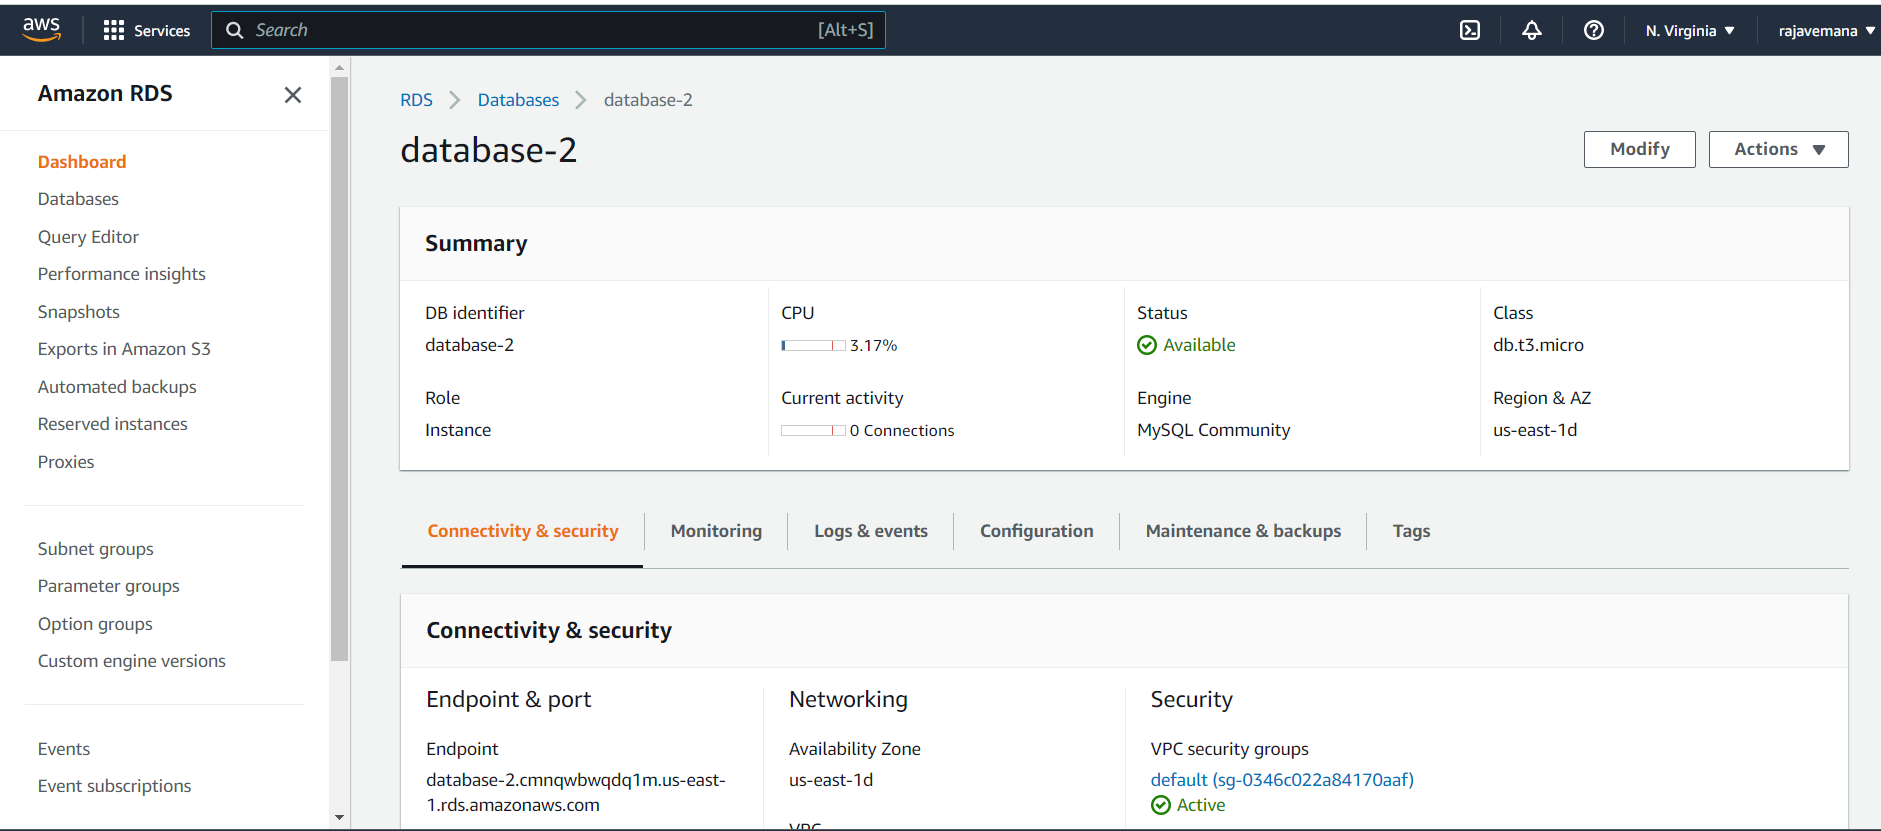 aws
Services
Search
[Alt+S]
N. Virginia
rajavemana
Amazon RDS
Dashboard
Databases
Query Editor
Performance insights
Snapshots
Exports in Amazon S3
Automated backups
Reserved instances
Proxies
Subnet groups
Parameter groups
Option groups
Custom engine versions
Events
Event subscriptions
RDS
Databases
database-2
database-2
Modify
Actions
Summary
DB identifier
database-2
CPU
3.17%
Status
Available
Class
db.t3.micro
Role
Instance
Current activity
0 Connections
Engine
MySQL Community
Region & AZ
us-east-1d
Connectivity & security
Monitoring
Logs & events
Configuration
Maintenance & backups
Tags
Connectivity & security
Endpoint & port
Endpoint
database-2.cmnqwbwqdq1m.us-east-
1.rds.amazonaws.com
Networking
Availability Zone
us-east-1d
VPC
Security
VPC security groups
default (sg-0346c022a84170aaf)
Active